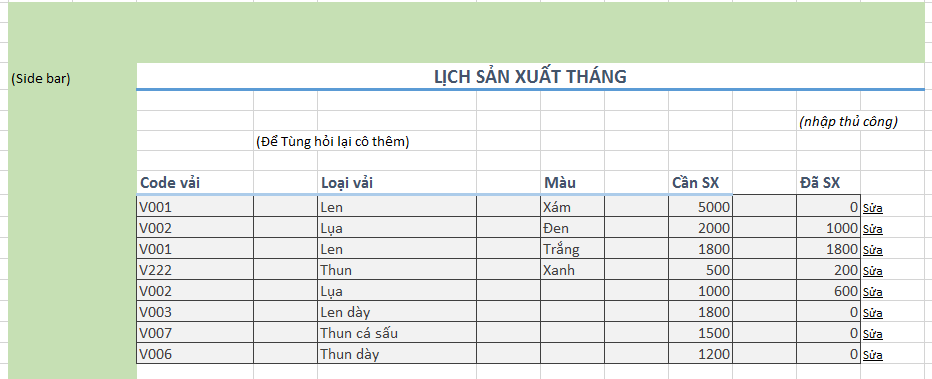 (Side bar)
LỊCH SẢN XUẤT THÁNG
(nhập thủ công)
(Để Tùng hỏi lại cô thêm)
Code vải Loại vải Màu Cần SX Đã SX
V001 Len Xám 5000 0 Sửa
V002 Lụa Đen 2000 1000 Sửa
V001 Len Trắng 1800 1800 Sửa
V222 Thun Xanh 500 200 Sửa
V002 Lụa 1000 600 Sửa
V003 Len dày 1800 0 Sửa
V007 Thun cá sấu 1500 0 Sửa
V006 Thun dày 1200 0 Sửa